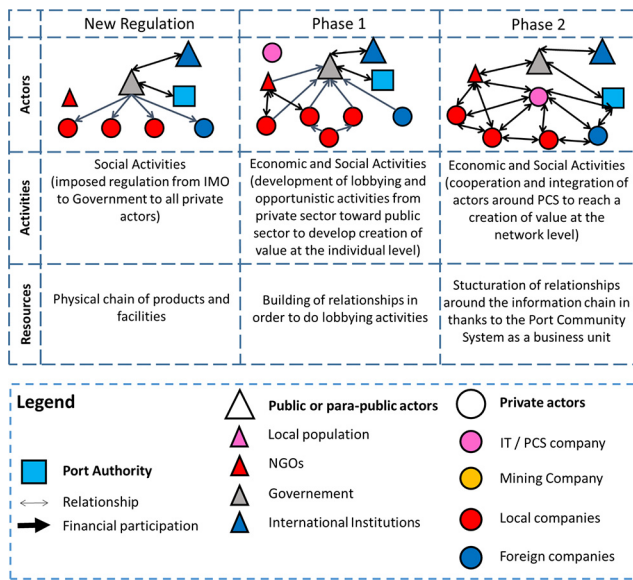 New Regulation
Phase 1
Phase 2
Actors
Activities
Social Activities
(imposed regulation from IMO
to Government to all private
actors)
Economic and Social Activities
(development of lobbying and
opportunistic activities from
private sector toward public
sector to develop creation of
value at the individual level)
Economic and Social Activities
(cooperation and integration of
actors around PCS to reach a
creation of value at the
network level)
Resources
Physical chain of products and
facilities
Building of relationships in
order to do lobbying activities
Stucturation of relationships
around the information chain in
thanks to the Port Community
System as a business unit
Legend
Port Authority
Relationship
Financial participation
Public or para-public actors
Local population
NGOs
Governement
International Institutions
Private actors
IT / PCS company
Mining Company
Local companies
Foreign companies